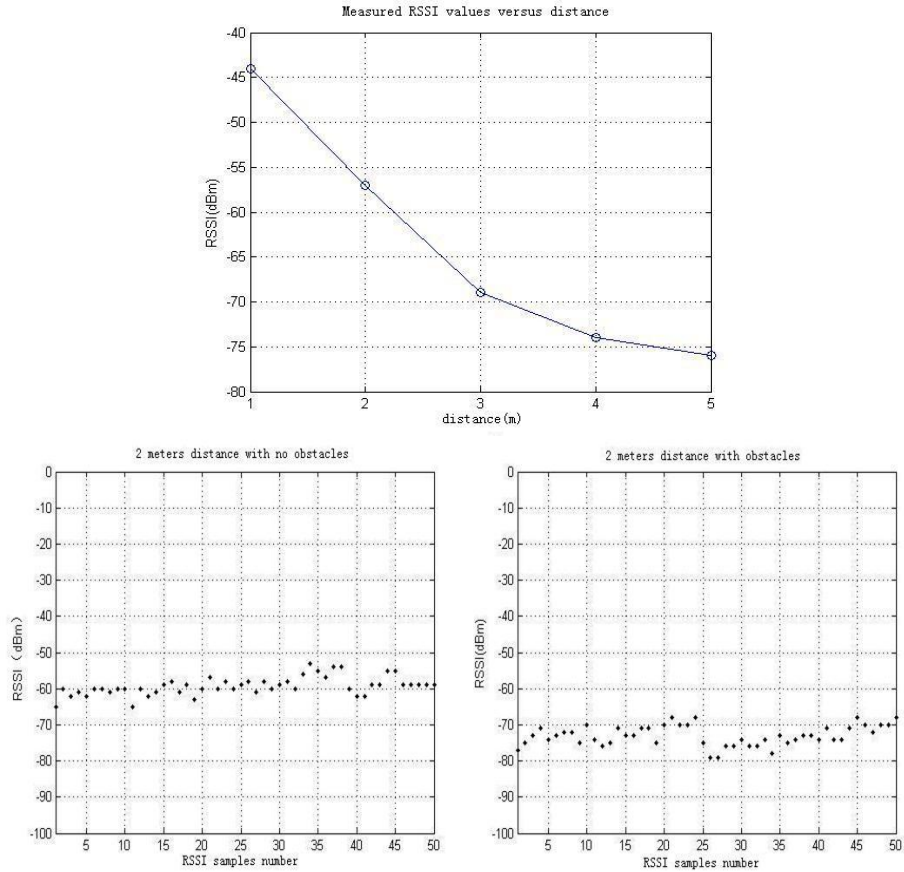 Measured RSSI values versus distance
-40
-45
-50
-55
-60
-65
-70
-75
-80
RSSI(dBm)
1 2 3 4 5
distance(m)
2 meters distance with no obstacles
0
-10
-20
-30
-40
-50
-60
-70
-80
-90
-100
RSSI (dBm)
5 10 15 20 25 30 35 40 45 50
RSSI samples number
2 meters distance with obstacles
0
-10
-20
-30
-40
-50
-60
-70
-80
-90
-100
RSSI(dBm)
5 10 15 20 25 30 35 40 45 50
RSSI samples number